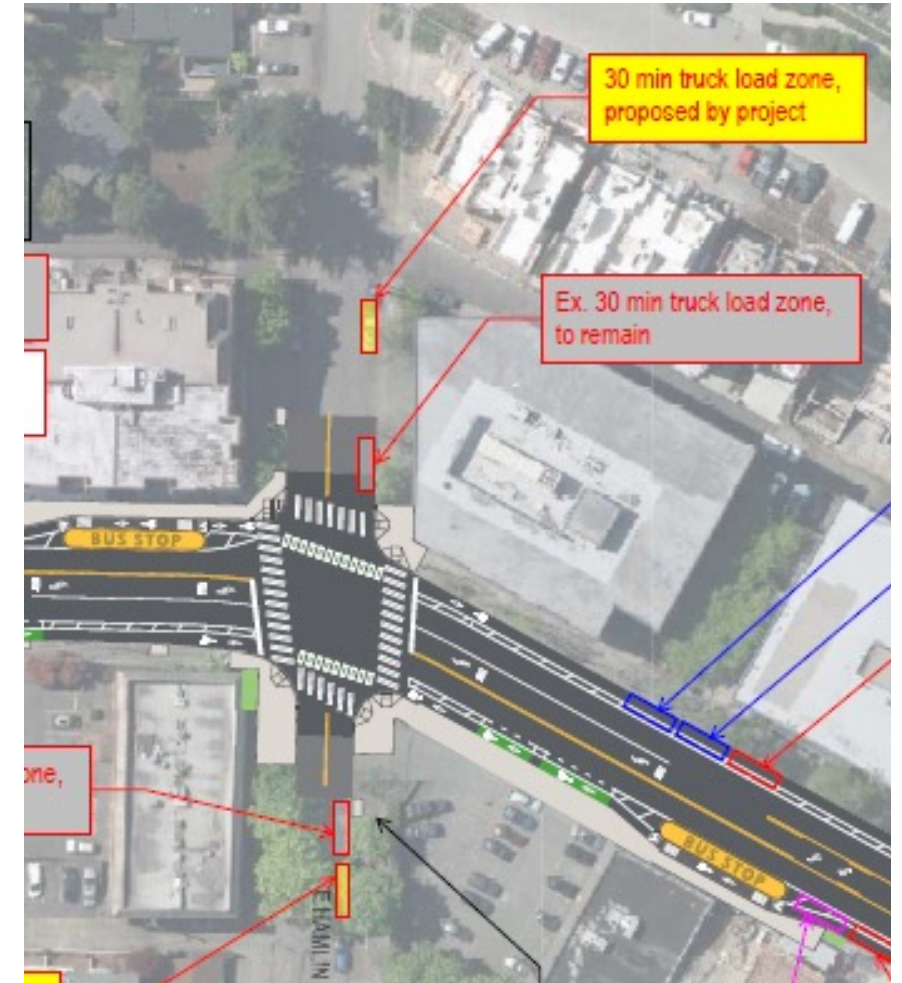 30 min truck load zone,
proposed by project
Ex. 30 min truck load zone,
to remain
BUS STOP
one,
BUS STOP
E HAMLIN